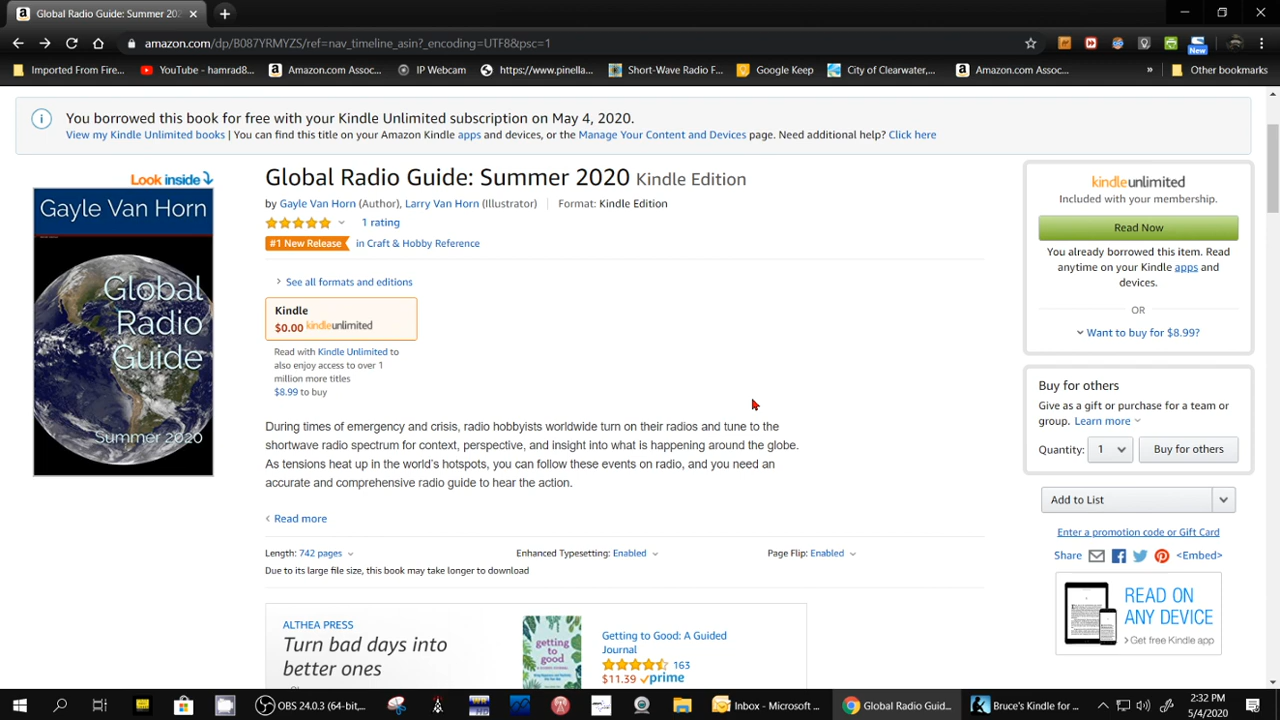 Global Radio Guide: Summer 202
amazon.com/dp/B087YRMYZS/ref=nav_timeline_asin?_encoding=UTF8&psc=1
New
Imported From Fire...
YouTube - hamrad8...
Amazon.com Assoc...
IP Webcam
https://www.pinella...
Short-Wave Radio F...
Google Keep
City of Clearwater,...
Amazon.com Assoc...
»
Other bookmarks
You borrowed this book for free with your Kindle Unlimited subscription on May 4, 2020.
View my Kindle Unlimited books | You can find this title on your Amazon Kindle apps and devices, or the Manage Your Content and Devices page. Need additional help? Click here
Look inside
Gayle Van Horn
Global
Radio
Guide
Summer 2020
Global Radio Guide: Summer 2020 Kindle Edition
by Gayle Van Horn (Author), Larry Van Horn (Illustrator) | Format: Kindle Edition
1 rating
#1 New Release in Craft & Hobby Reference
See all formats and editions
Kindle
$0.00 kindleunlimited
Read with Kindle Unlimited to
also enjoy access to over 1
million more titles
$8.99 to buy
During times of emergency and crisis, radio hobbyists worldwide turn on their radios and tune to the
shortwave radio spectrum for context, perspective, and insight into what is happening around the globe.
As tensions heat up in the world's hotspots, you can follow these events on radio, and you need an
accurate and comprehensive radio guide to hear the action.
Read more
Length: 742 pages
Enhanced Typesetting: Enabled
Page Flip: Enabled
Due to its large file size, this book may take longer to download
ALTHEA PRESS
Turn bad days into
better ones
getting
to
good
Getting to Good: A Guided
Journal
163
$11.39 prime
kindleunlimited
Included with your membership.
Read Now
You already borrowed this item. Read
anytime on your Kindle apps and
devices.
OR
Want to buy for $8.99?
Buy for others
Give as a gift or purchase for a team or
group. Learn more
Quantity: 1
Buy for others
Add to List
Enter a promotion code or Gift Card
Share <Embed>
READ ON
ANY DEVICE
Get free Kindle app
OBS 24.0.3 (64-bit,...
Inbox - Microsoft ...
Global Radio Guid...
Bruce's Kindle for ...
2:32 PM
5/4/2020